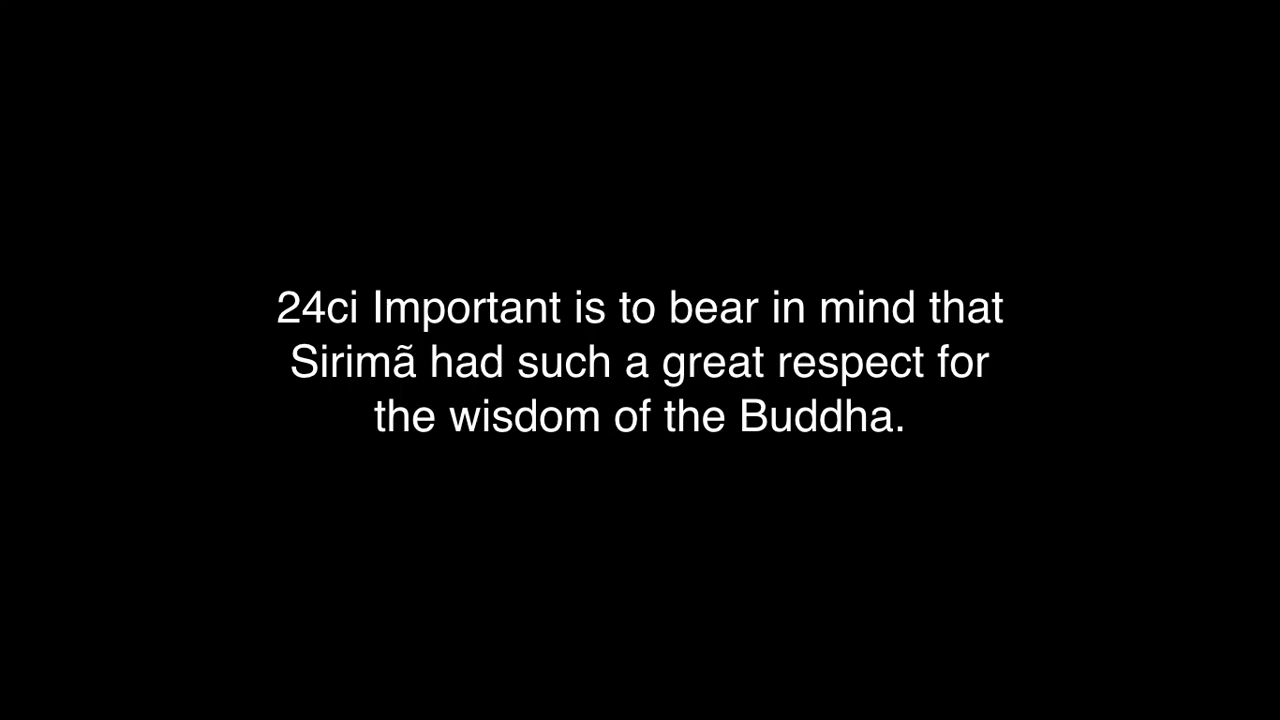 24ci Important is to bear in mind that
Sirimã had such a great respect for
the wisdom of the Buddha.